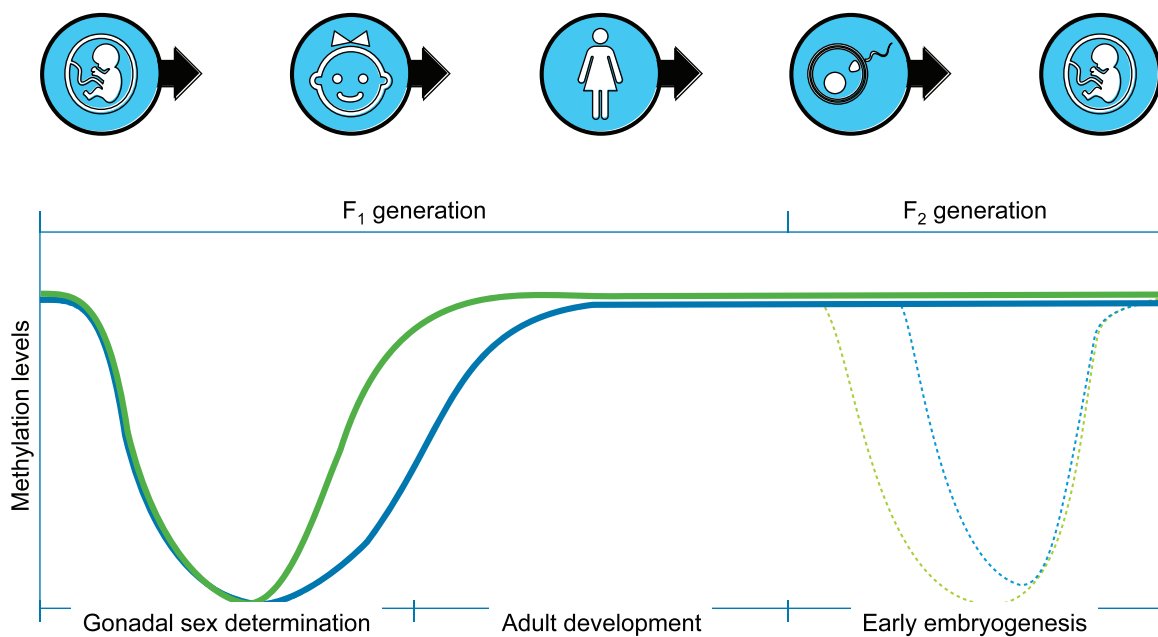 F₁ generation
F₂ generation
Methylation levels
Gonadal sex determination
Adult development
Early embryogenesis